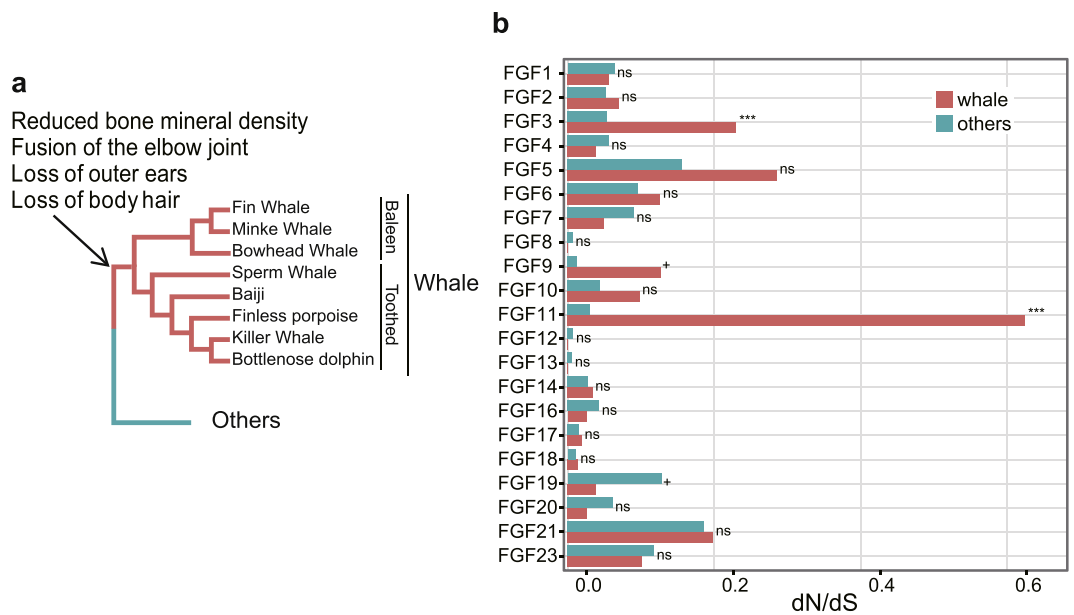 a
Reduced bone mineral density
Fusion of the elbow joint
Loss of outer ears
Loss of body hair
Fin Whale
Minke Whale
Bowhead Whale
Sperm Whale
Baiji
Finless porpoise
Killer Whale
Bottlenose dolphin
Baleen
Toothed
Whale
Others
b
FGF1 ns
FGF2 ns
FGF3 ***
FGF4 ns
FGF5 ns
FGF6 ns
FGF7 ns
FGF8 ns
FGF9 +
FGF10 ns
FGF11 ***
FGF12 ns
FGF13 ns
FGF14 ns
FGF16 ns
FGF17 ns
FGF18 ns
FGF19 +
FGF20 ns
FGF21 ns
FGF23 ns
whale
others
0.0 0.2 0.4 0.6
dN/dS